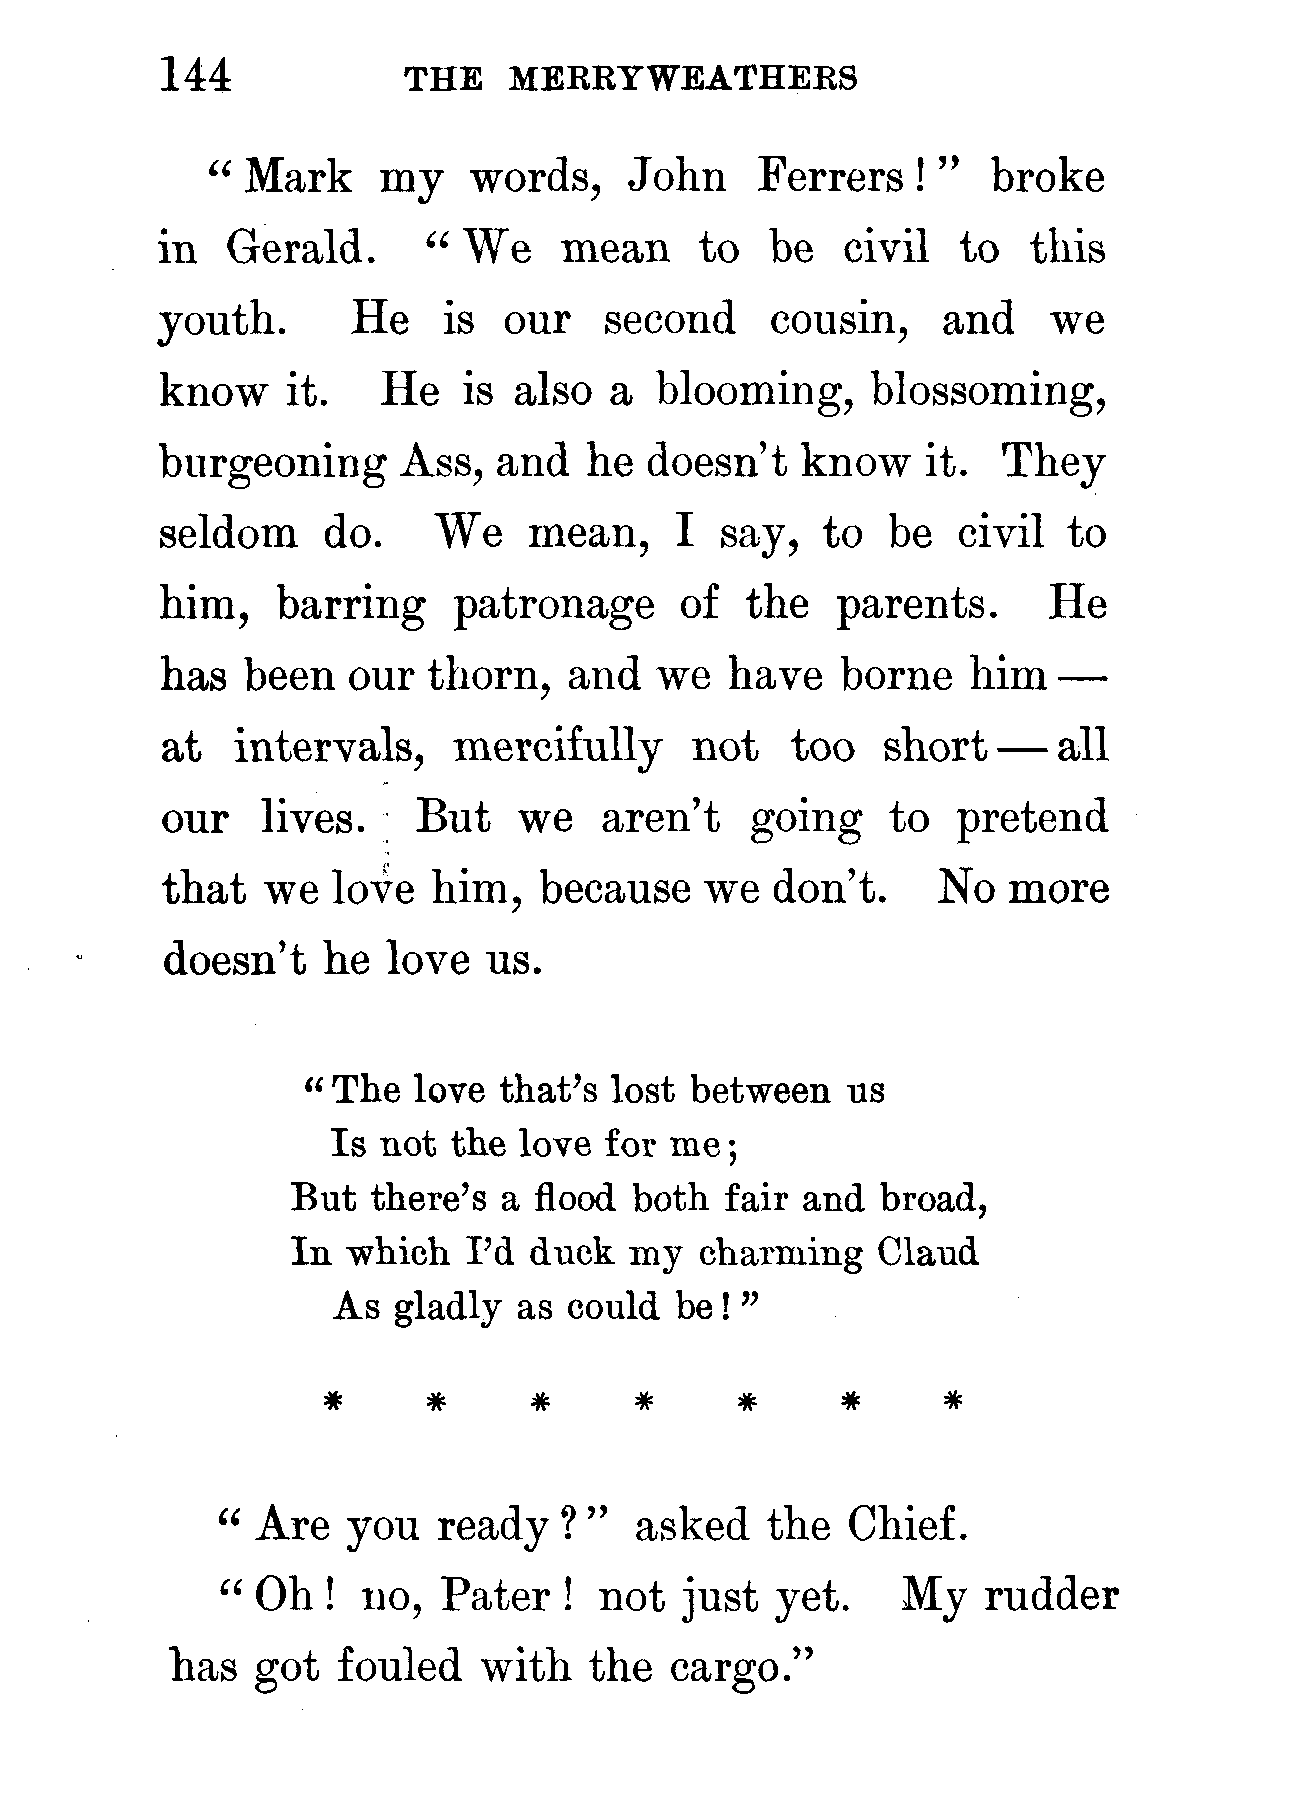 144 THE MERRYWEATHERS
“Mark my words, John Ferrers!” broke
in Gerald. “We mean to be civil to this
youth. He is our second cousin, and we
know it. He is also a blooming, blossoming,
burgeoning Ass, and he doesn’t know it. They
seldom do. We mean, I say, to be civil to
him, barring patronage of the parents. He
has been our thorn, and we have borne him —
at intervals, mercifully not too short — all
our lives. But we aren’t going to pretend
that we love him, because we don’t. No more
doesn’t he love us.
“The love that’s lost between us
Is not the love for me;
But there’s a flood both fair and broad,
In which I’d duck my charming Claud
As gladly as could be!”
* * * * * * *
“Are you ready?” asked the Chief.
“Oh! no, Pater! not just yet. My rudder
has got fouled with the cargo.”